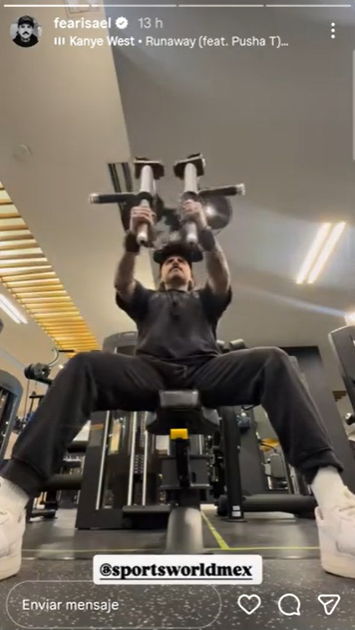 fearisael 13 h
Kanye West • Runaway (feat. Pusha T)...
@sportsworldmex
Enviar mensaje